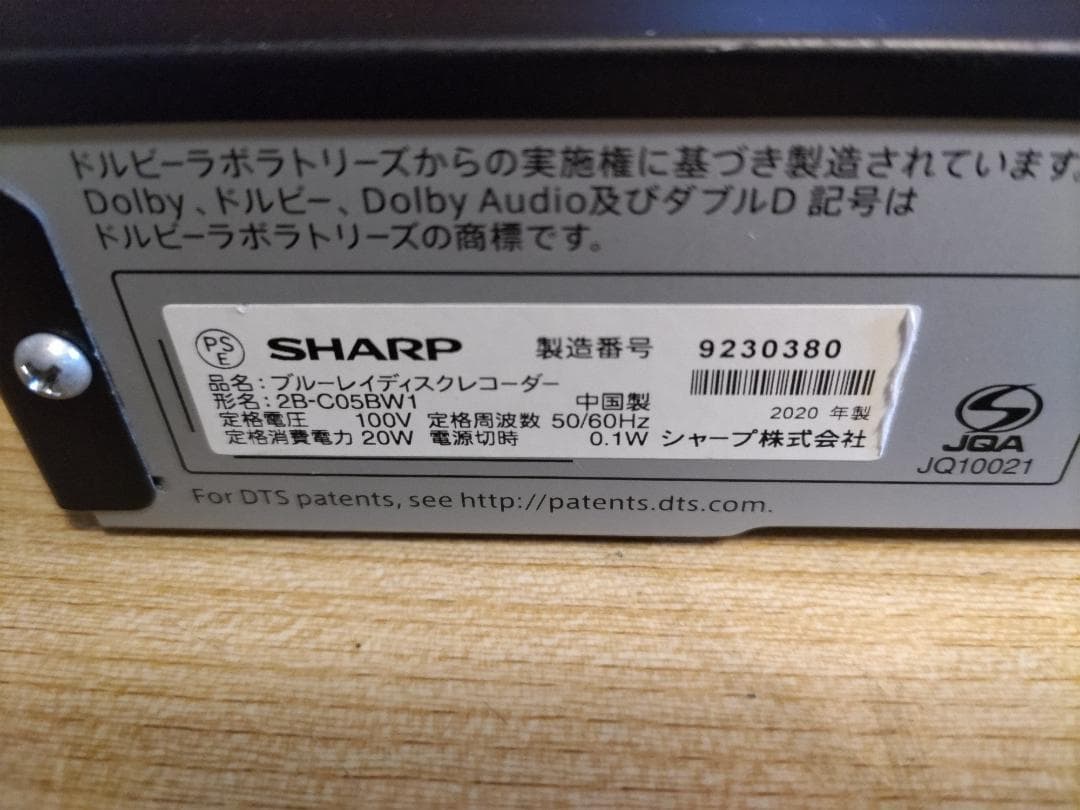 ドルビーラボラトリーズからの実施権に基づき製造されています。
Dolby、ドルビー、Dolby Audio及びダブルD 記号は
ドルビーラボラトリーズの商標です。
PS
E
SHARP 製造番号 9230380
品名:ブルーレイディスクレコーダー
形名:2B-C05BW1 中国製 2020 年製
定格電圧 100V 定格周波数 50/60Hz
定格消費電力 20W 電源切時 0.1W シャープ株式会社
JQA
JQ10021
For DTS patents, see http://patents.dts.com.